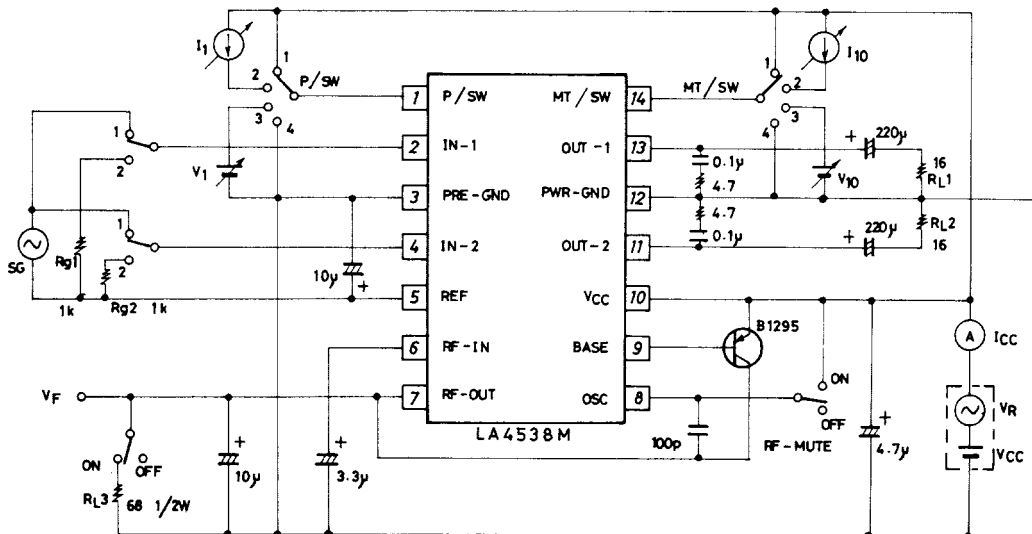 I1
1
2
3
4
P/SW
V1
1
2
1
2
SG
Rg1
1k
Rg2
1k
10μ
+
1 P/SW
2 IN-1
3 PRE-GND
4 IN-2
5 REF
6 RF-IN
7 RF-OUT
MT/SW 14
OUT-1 13
PWR-GND 12
OUT-2 11
VCC 10
BASE 9
OSC 8
LA4538M
MT/SW
1
2
3
4
I10
V10
0.1μ
4.7
4.7
0.1μ
+
220μ
16
RL1
RL2
16
220μ
+
B1295
ON
OFF
RF-MUTE
100p
+
4.7μ
A
ICC
VR
VCC
VF
ON
OFF
RL3
68 1/2W
+
10μ
+
3.3μ